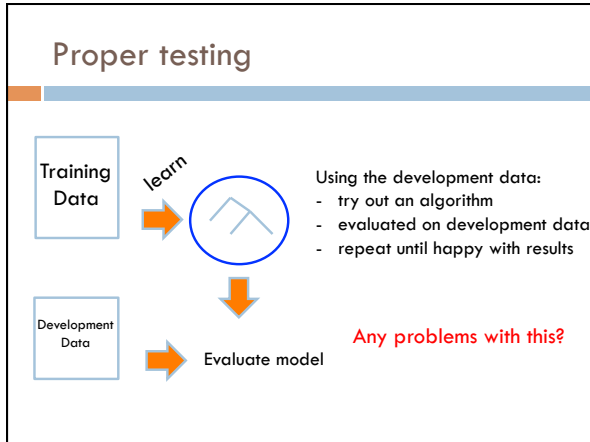 Proper testing
Training
Data
learn
Using the development data:
- try out an algorithm
- evaluated on development data
- repeat until happy with results
Development
Data
Evaluate model
Any problems with this?